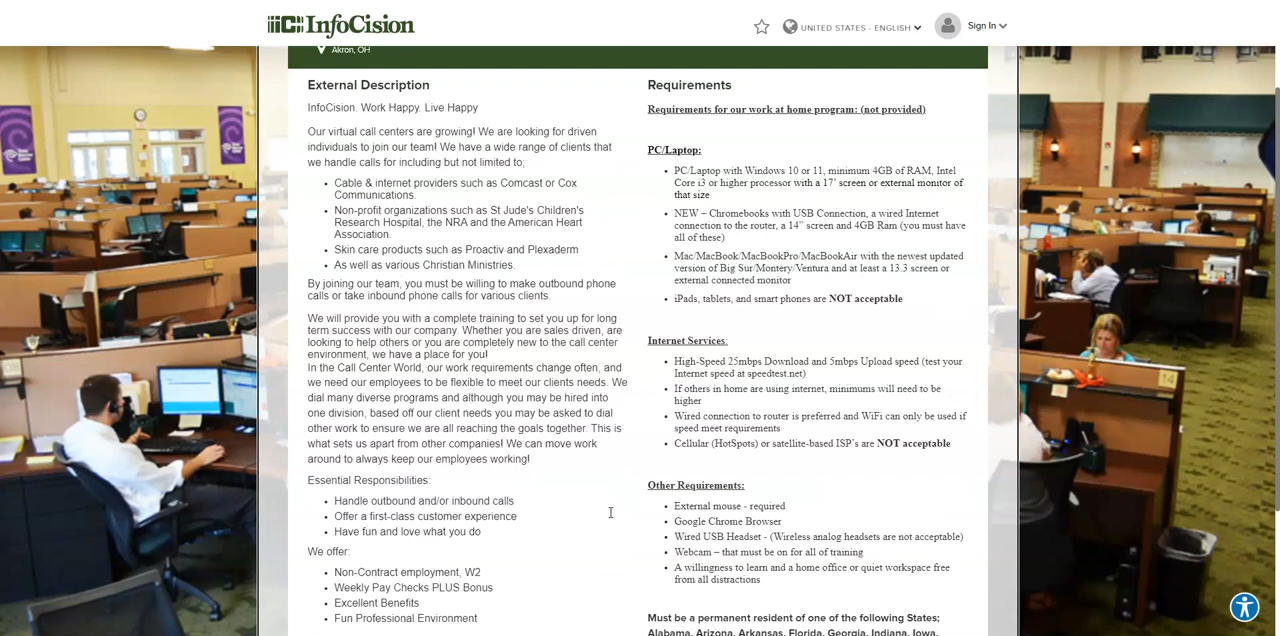 InfoCision
UNITED STATES - ENGLISH
Sign In
Akron, OH
External Description
InfoCision. Work Happy. Live Happy
Our virtual call centers are growing! We are looking for driven
individuals to join our team! We have a wide range of clients that
we handle calls for including but not limited to;
• Cable & internet providers such as Comcast or Cox
Communications.
• Non-profit organizations such as St Jude's Children's
Research Hospital, the NRA and the American Heart
Association.
• Skin care products such as Proactiv and Plexaderm
• As well as various Christian Ministries.
By joining our team, you must be willing to make outbound phone
calls or take inbound phone calls for various clients.
We will provide you with a complete training to set you up for long
term success with our company. Whether you are sales driven, are
looking to help others or you are completely new to the call center
environment, we have a place for you!
In the Call Center World, our work requirements change often, and
we need our employees to be flexible to meet our clients needs. We
dial many diverse programs and although you may be hired into
one division, based off our client needs you may be asked to dial
other work to ensure we are all reaching the goals together. This is
what sets us apart from other companies! We can move work
around to always keep our employees working!
Essential Responsibilities:
• Handle outbound and/or inbound calls
• Offer a first-class customer experience
• Have fun and love what you do
We offer:
• Non-Contract employment, W2
• Weekly Pay Checks PLUS Bonus
• Excellent Benefits
• Fun Professional Environment
Requirements
Requirements for our work at home program: (not provided)
PC/Laptop:
• PC/Laptop with Windows 10 or 11, minimum 4GB of RAM, Intel
Core i3 or higher processor with a 17' screen or external monitor of
that size
• NEW – Chromebooks with USB Connection, a wired Internet
connection to the router, a 14" screen and 4GB Ram (you must have
all of these)
• Mac/MacBook/MacBookPro/MacBookAir with the newest updated
version of Big Sur/Montery/Ventura and at least a 13.3 screen or
external connected monitor
• iPads, tablets, and smart phones are NOT acceptable
Internet Services:
• High-Speed 25mbps Download and 5mbps Upload speed (test your
Internet speed at speedtest.net)
• If others in home are using internet, minimums will need to be
higher
• Wired connection to router is preferred and WiFi can only be used if
speed meet requirements
• Cellular (HotSpots) or satellite-based ISP's are NOT acceptable
Other Requirements:
• External mouse - required
• Google Chrome Browser
• Wired USB Headset - (Wireless analog headsets are not acceptable)
• Webcam – that must be on for all of training
• A willingness to learn and a home office or quiet workspace free
from all distractions
Must be a permanent resident of one of the following States;
Alabama, Arizona, Arkansas, Florida, Georgia, Indiana, Iowa,
14